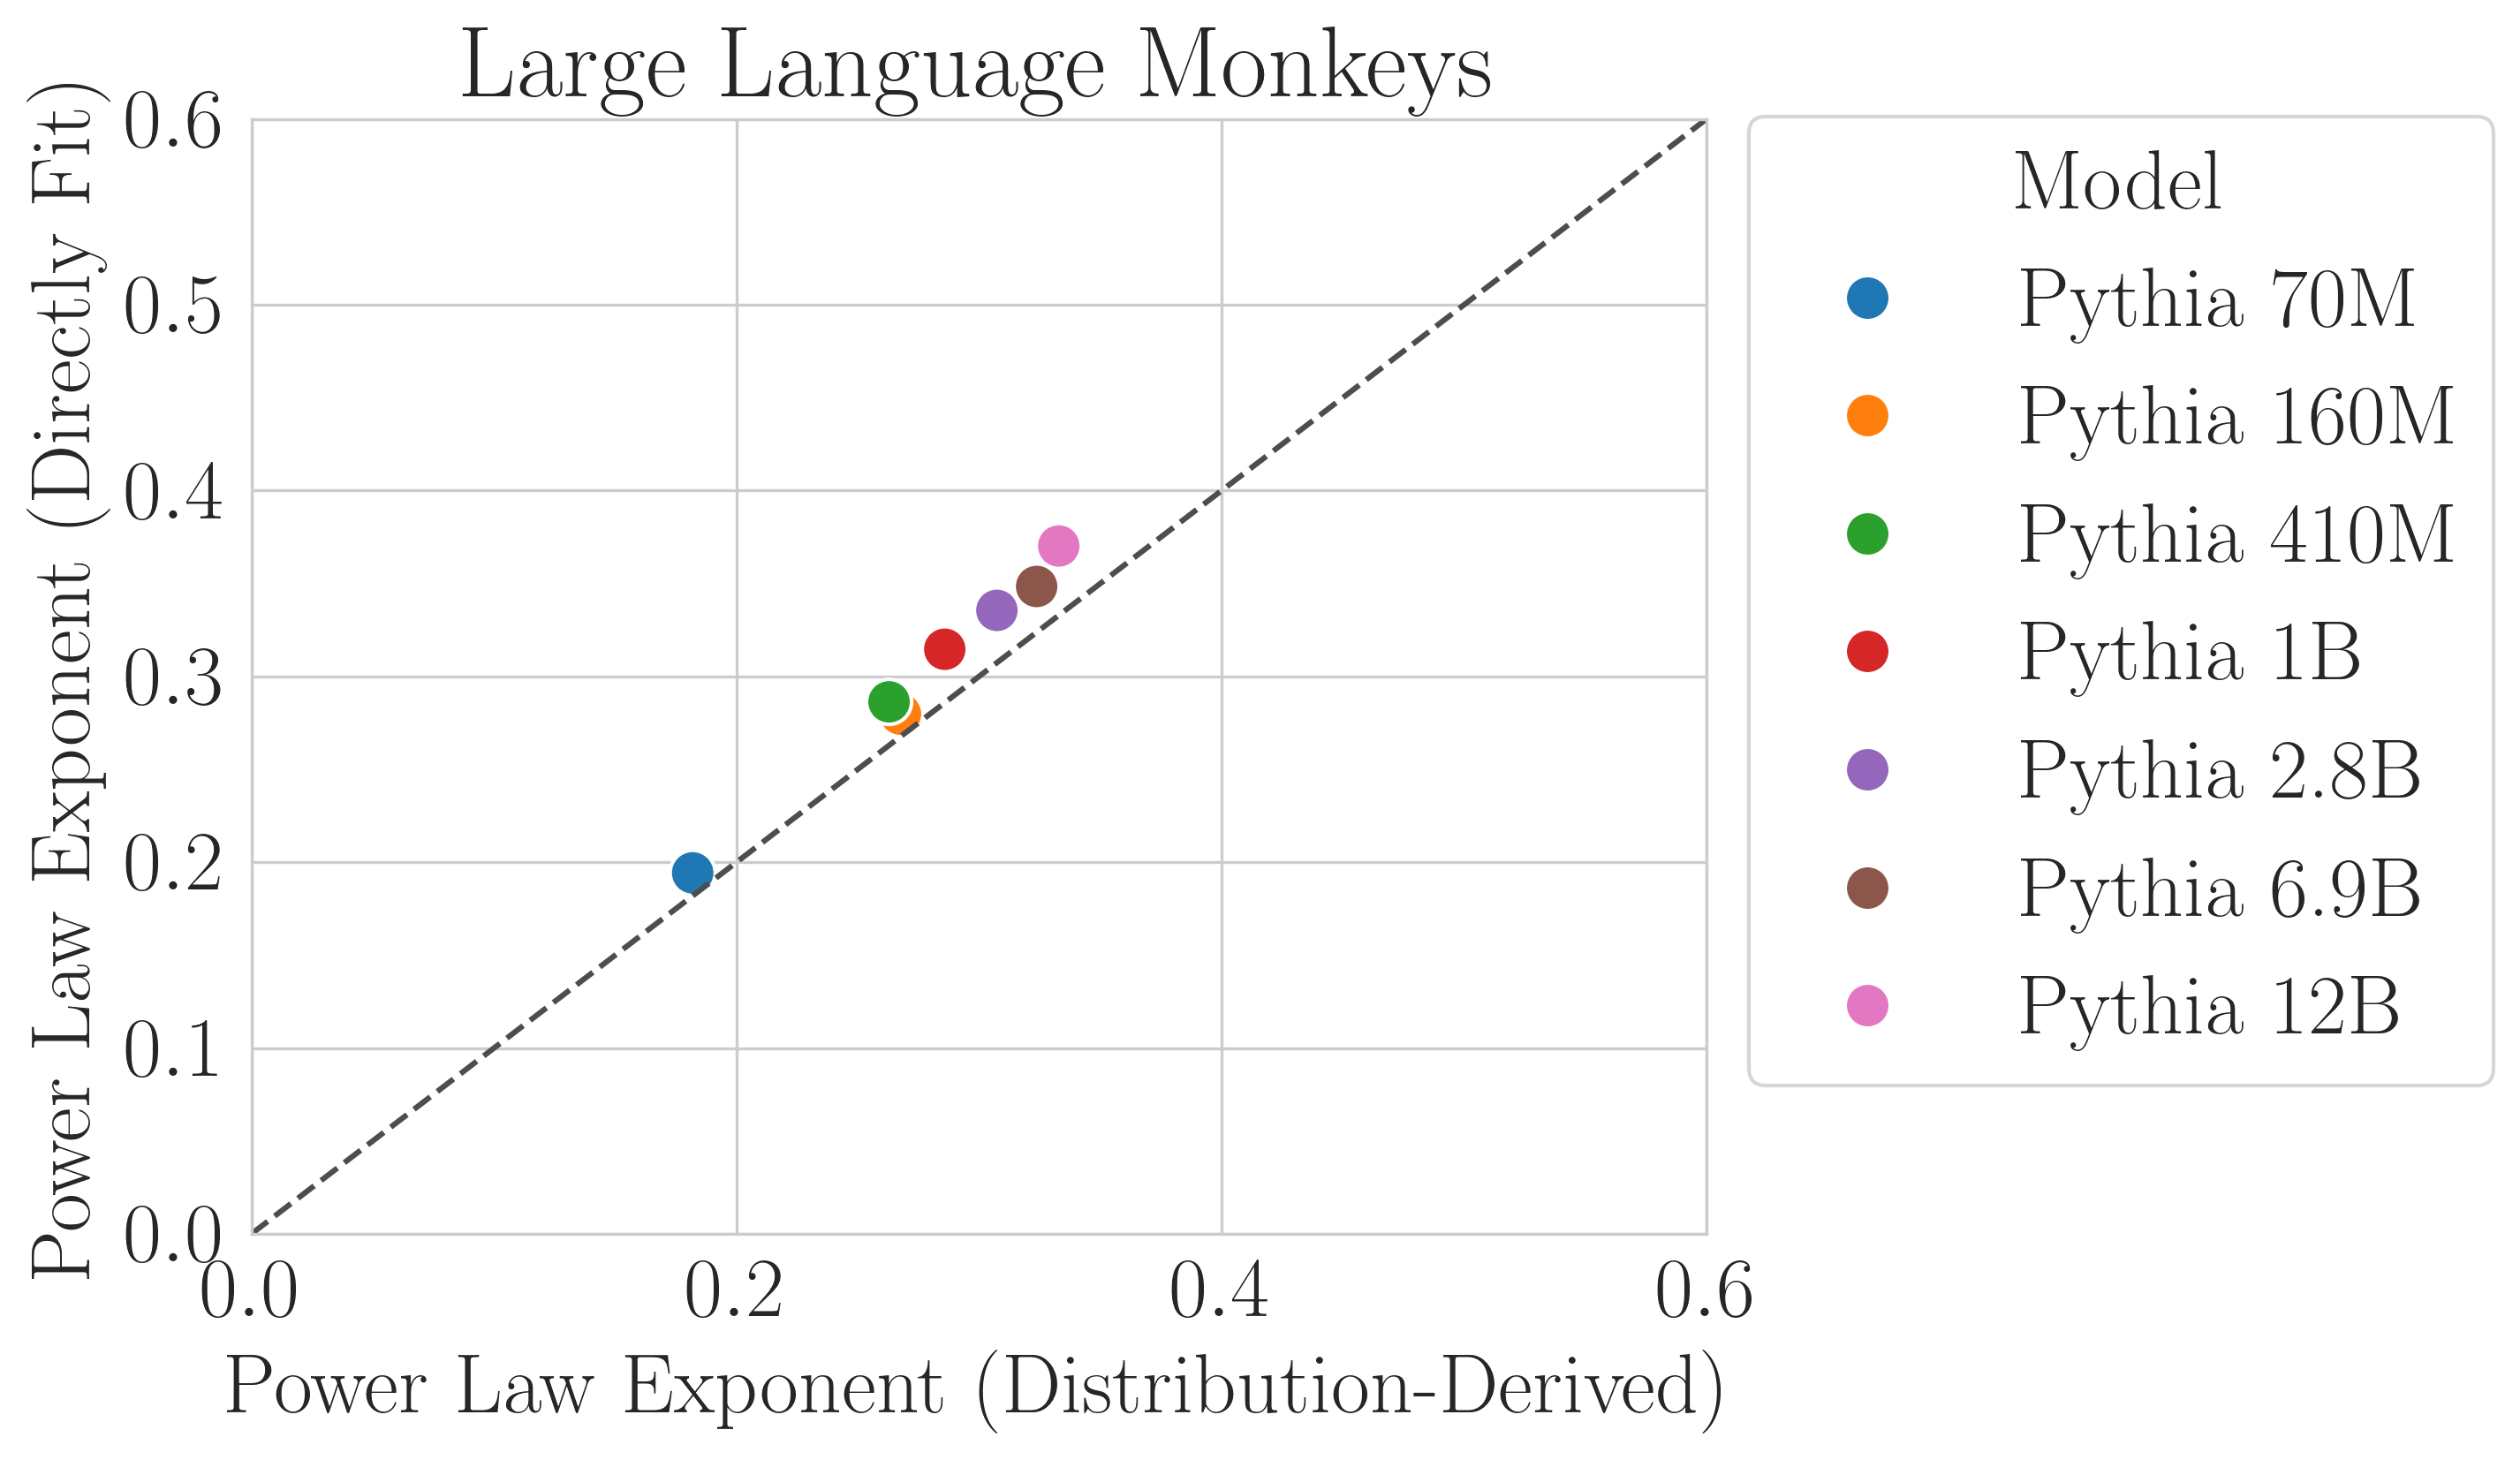 Large Language Monkeys
Power Law Exponent (Directly Fit)
0.6
0.5
0.4
0.3
0.2
0.1
0.0
0.0
0.2
0.4
0.6
Power Law Exponent (Distribution-Derived)
Model
Pythia 70M
Pythia 160M
Pythia 410M
Pythia 1B
Pythia 2.8B
Pythia 6.9B
Pythia 12B